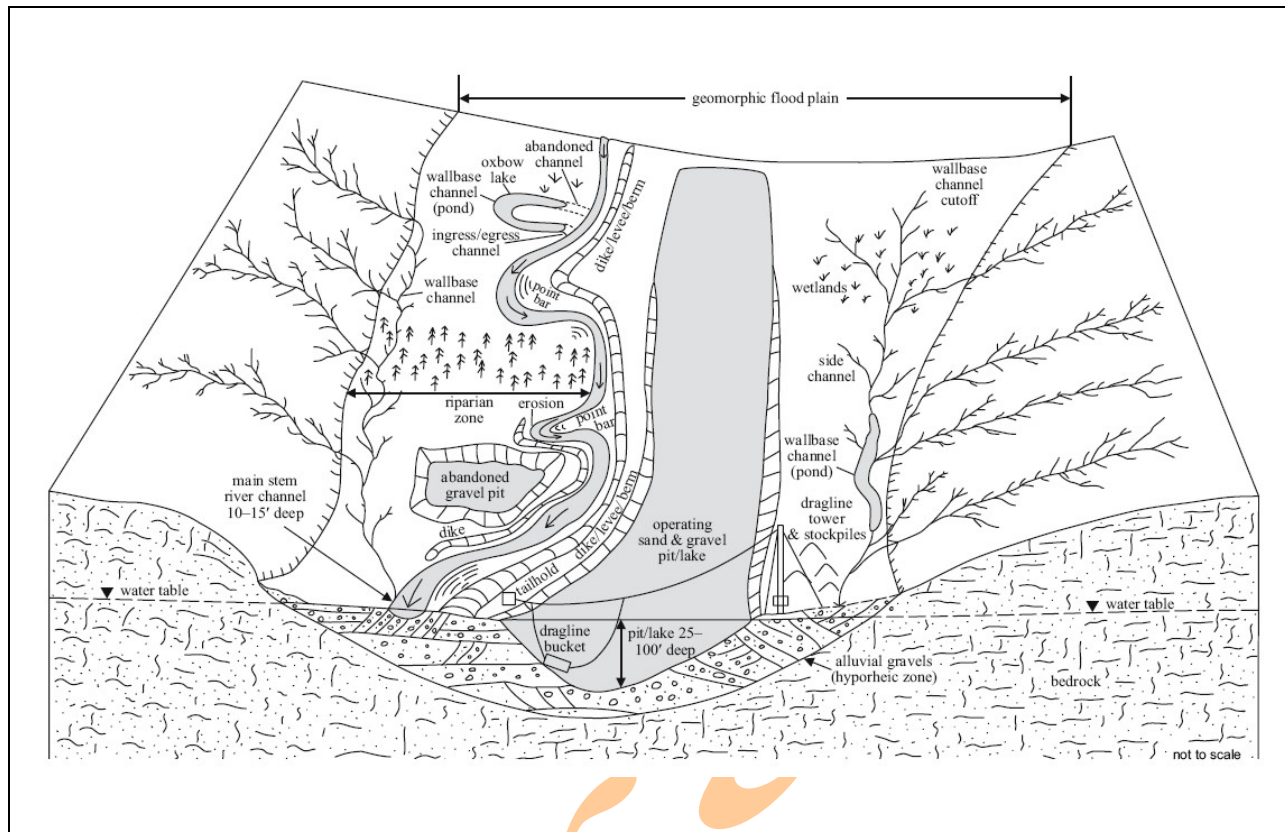 geomorphic flood plain
abandoned
channel
oxbow
lake
wallbase
channel
(pond)
ingress/egress
channel
dike/levee/berm
wallbase
channel
cutoff
wetlands
point
bar
wallbase
channel
side
channel
riparian
zone
erosion
point
bar
wallbase
channel
(pond)
abandoned
gravel pit
main stem
river channel
10–15' deep
dike
dike/levee/berm
operating
sand & gravel
pit/lake
dragline
tower
& stockpiles
tailhold
water table
water table
dragline
bucket
pit/lake 25–
100' deep
alluvial gravels
(hyporheic zone)
bedrock
not to scale